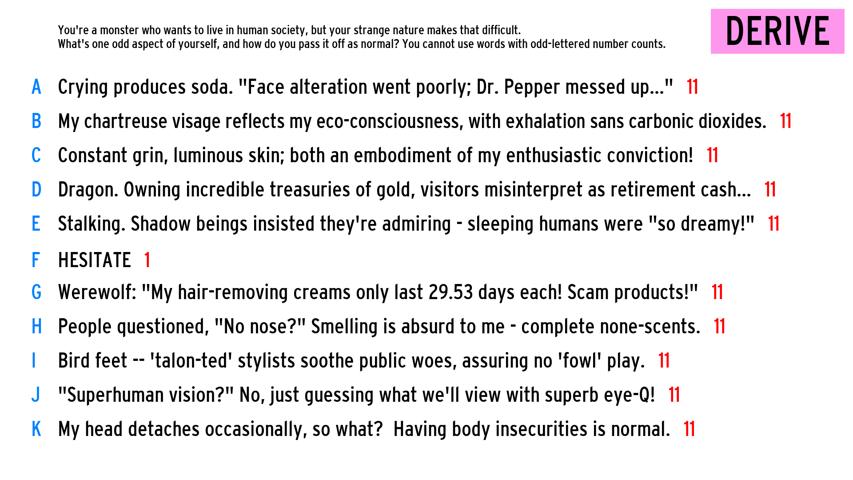 You're a monster who wants to live in human society, but your strange nature makes that difficult.
What's one odd aspect of yourself, and how do you pass it off as normal? You cannot use words with odd-lettered number counts.
DERIVE
A Crying produces soda. "Face alteration went poorly; Dr. Pepper messed up..." 11
B My chartreuse visage reflects my eco-consciousness, with exhalation sans carbonic dioxides. 11
C Constant grin, luminous skin; both an embodiment of my enthusiastic conviction! 11
D Dragon. Owning incredible treasuries of gold, visitors misinterpret as retirement cash... 11
E Stalking. Shadow beings insisted they're admiring - sleeping humans were "so dreamy!" 11
F HESITATE 1
G Werewolf: "My hair-removing creams only last 29.53 days each! Scam products!" 11
H People questioned, "No nose?" Smelling is absurd to me - complete none-scents. 11
I Bird feet -- 'talon-ted' stylists soothe public woes, assuring no 'fowl' play. 11
J "Superhuman vision?" No, just guessing what we'll view with superb eye-Q! 11
K My head detaches occasionally, so what?  Having body insecurities is normal. 11